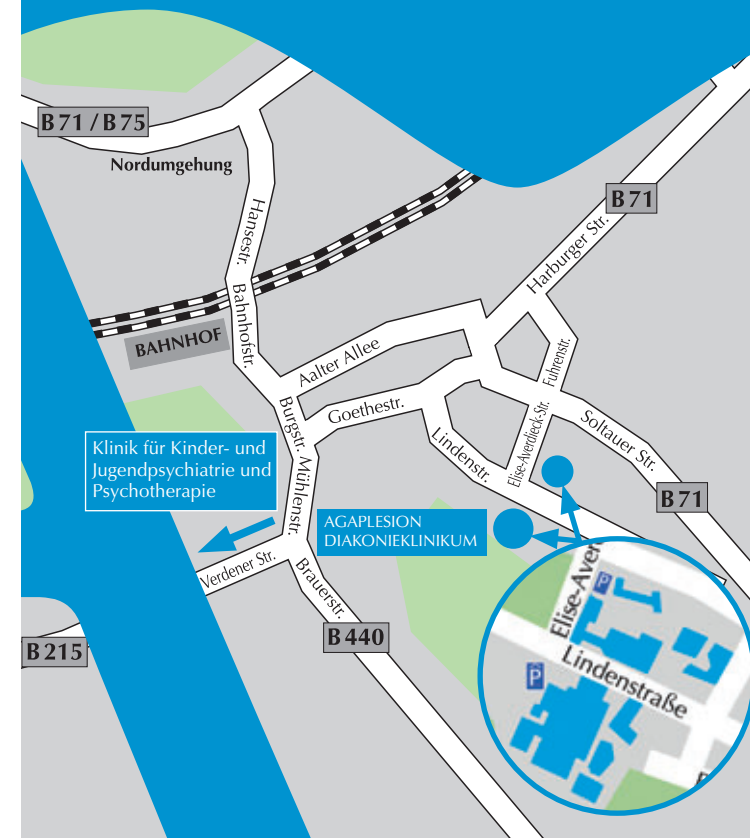 B 71 / B 75
Nordumgehung
B 71
Hansestr.
Harburger Str.
Bahnhofstr.
BAHNHOF
Aalter Allee
Fuhrenstr.
Burgstr.
Goethestr.
Elise-Averdieck-Str.
Soltauer Str.
Lindenstr.
Klinik für Kinder- und
Jugendpsychiatrie und
Psychotherapie
Mühlenstr.
B 71
AGAPLESION
DIAKONIEKLINIKUM
Verdener Str.
Brauerstr.
B 440
B 215
Elise-Aver
P
Lindenstraße
P